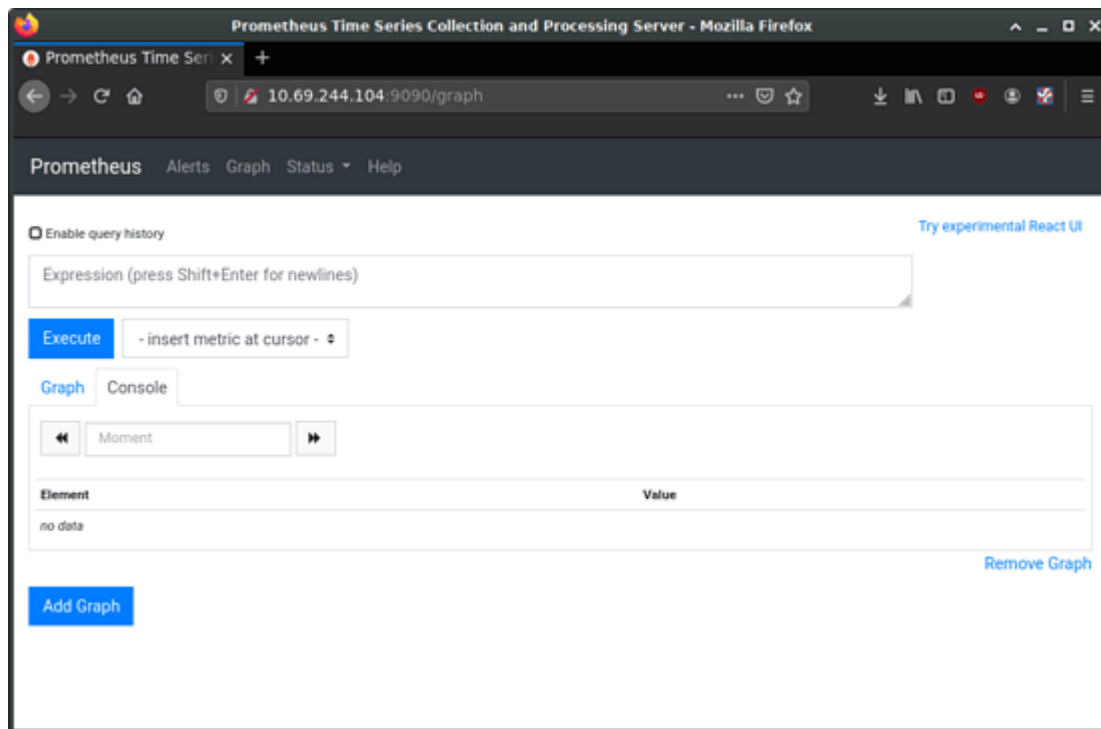 Prometheus Time Series Collection and Processing Server - Mozilla Firefox
Prometheus Time Seri
10.69.244.104:9090/graph
Prometheus Alerts Graph Status Help
Enable query history
Try experimental React UI
Expression (press Shift+Enter for newlines)
Execute - insert metric at cursor -
Graph Console
Moment
Element Value
no data
Remove Graph
Add Graph